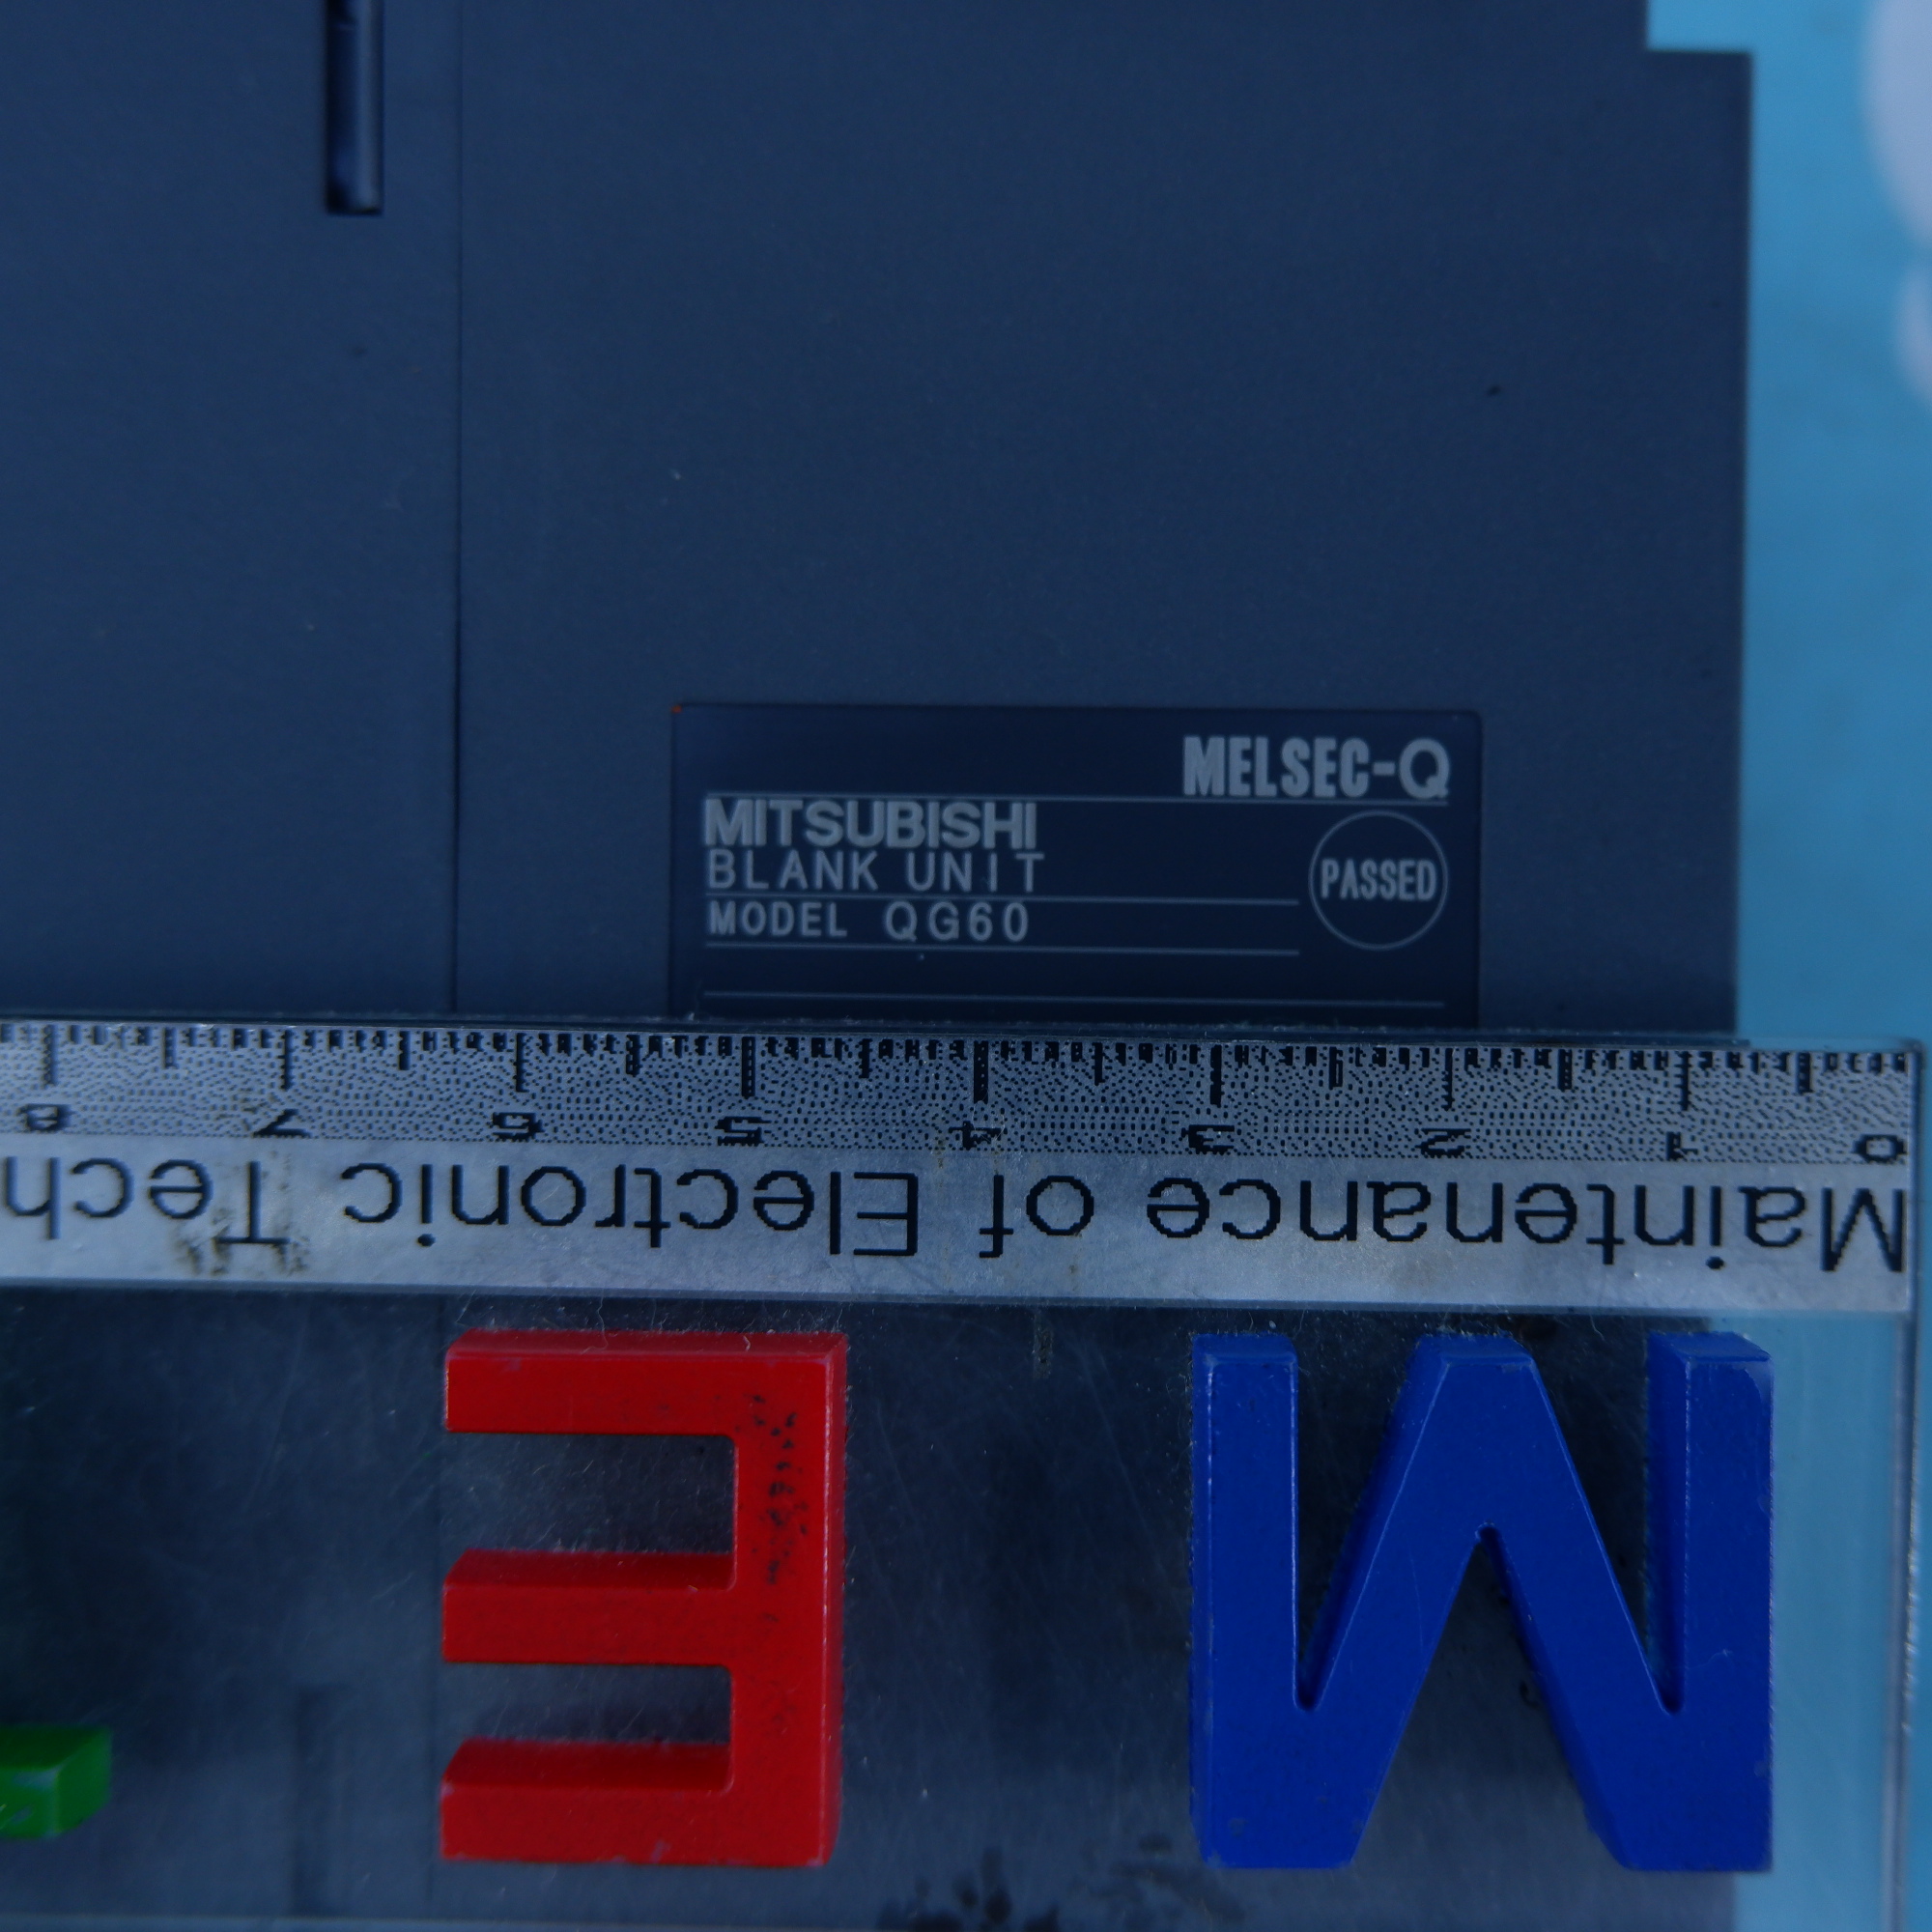 MELSEC-Q
MITSUBISHI
BLANK UNIT
PASSED
MODEL QG60
8 7 6 5 4 3 2 1 0
Maintenance of Electronic Tech
E M